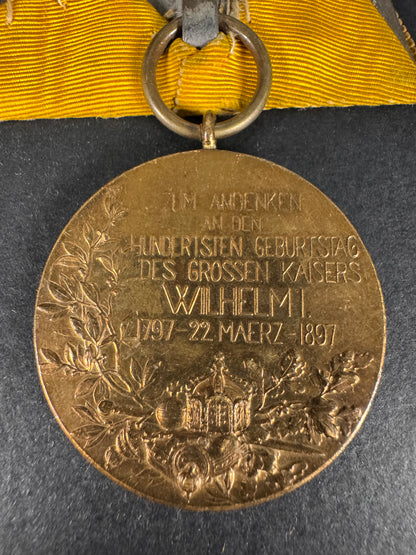 ZUM ANDENKEN
AN DEN
HUNDERTSTEN GEBURTSTAG
DES GROSSEN KAISERS
WILHELM I.
1797-22. MAERZ-1897